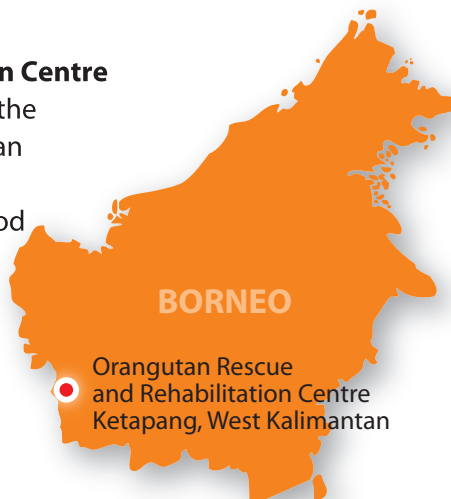 n Centre
the
an
od
BORNEO
Orangutan Rescue
and Rehabilitation Centre
Ketapang, West Kalimantan